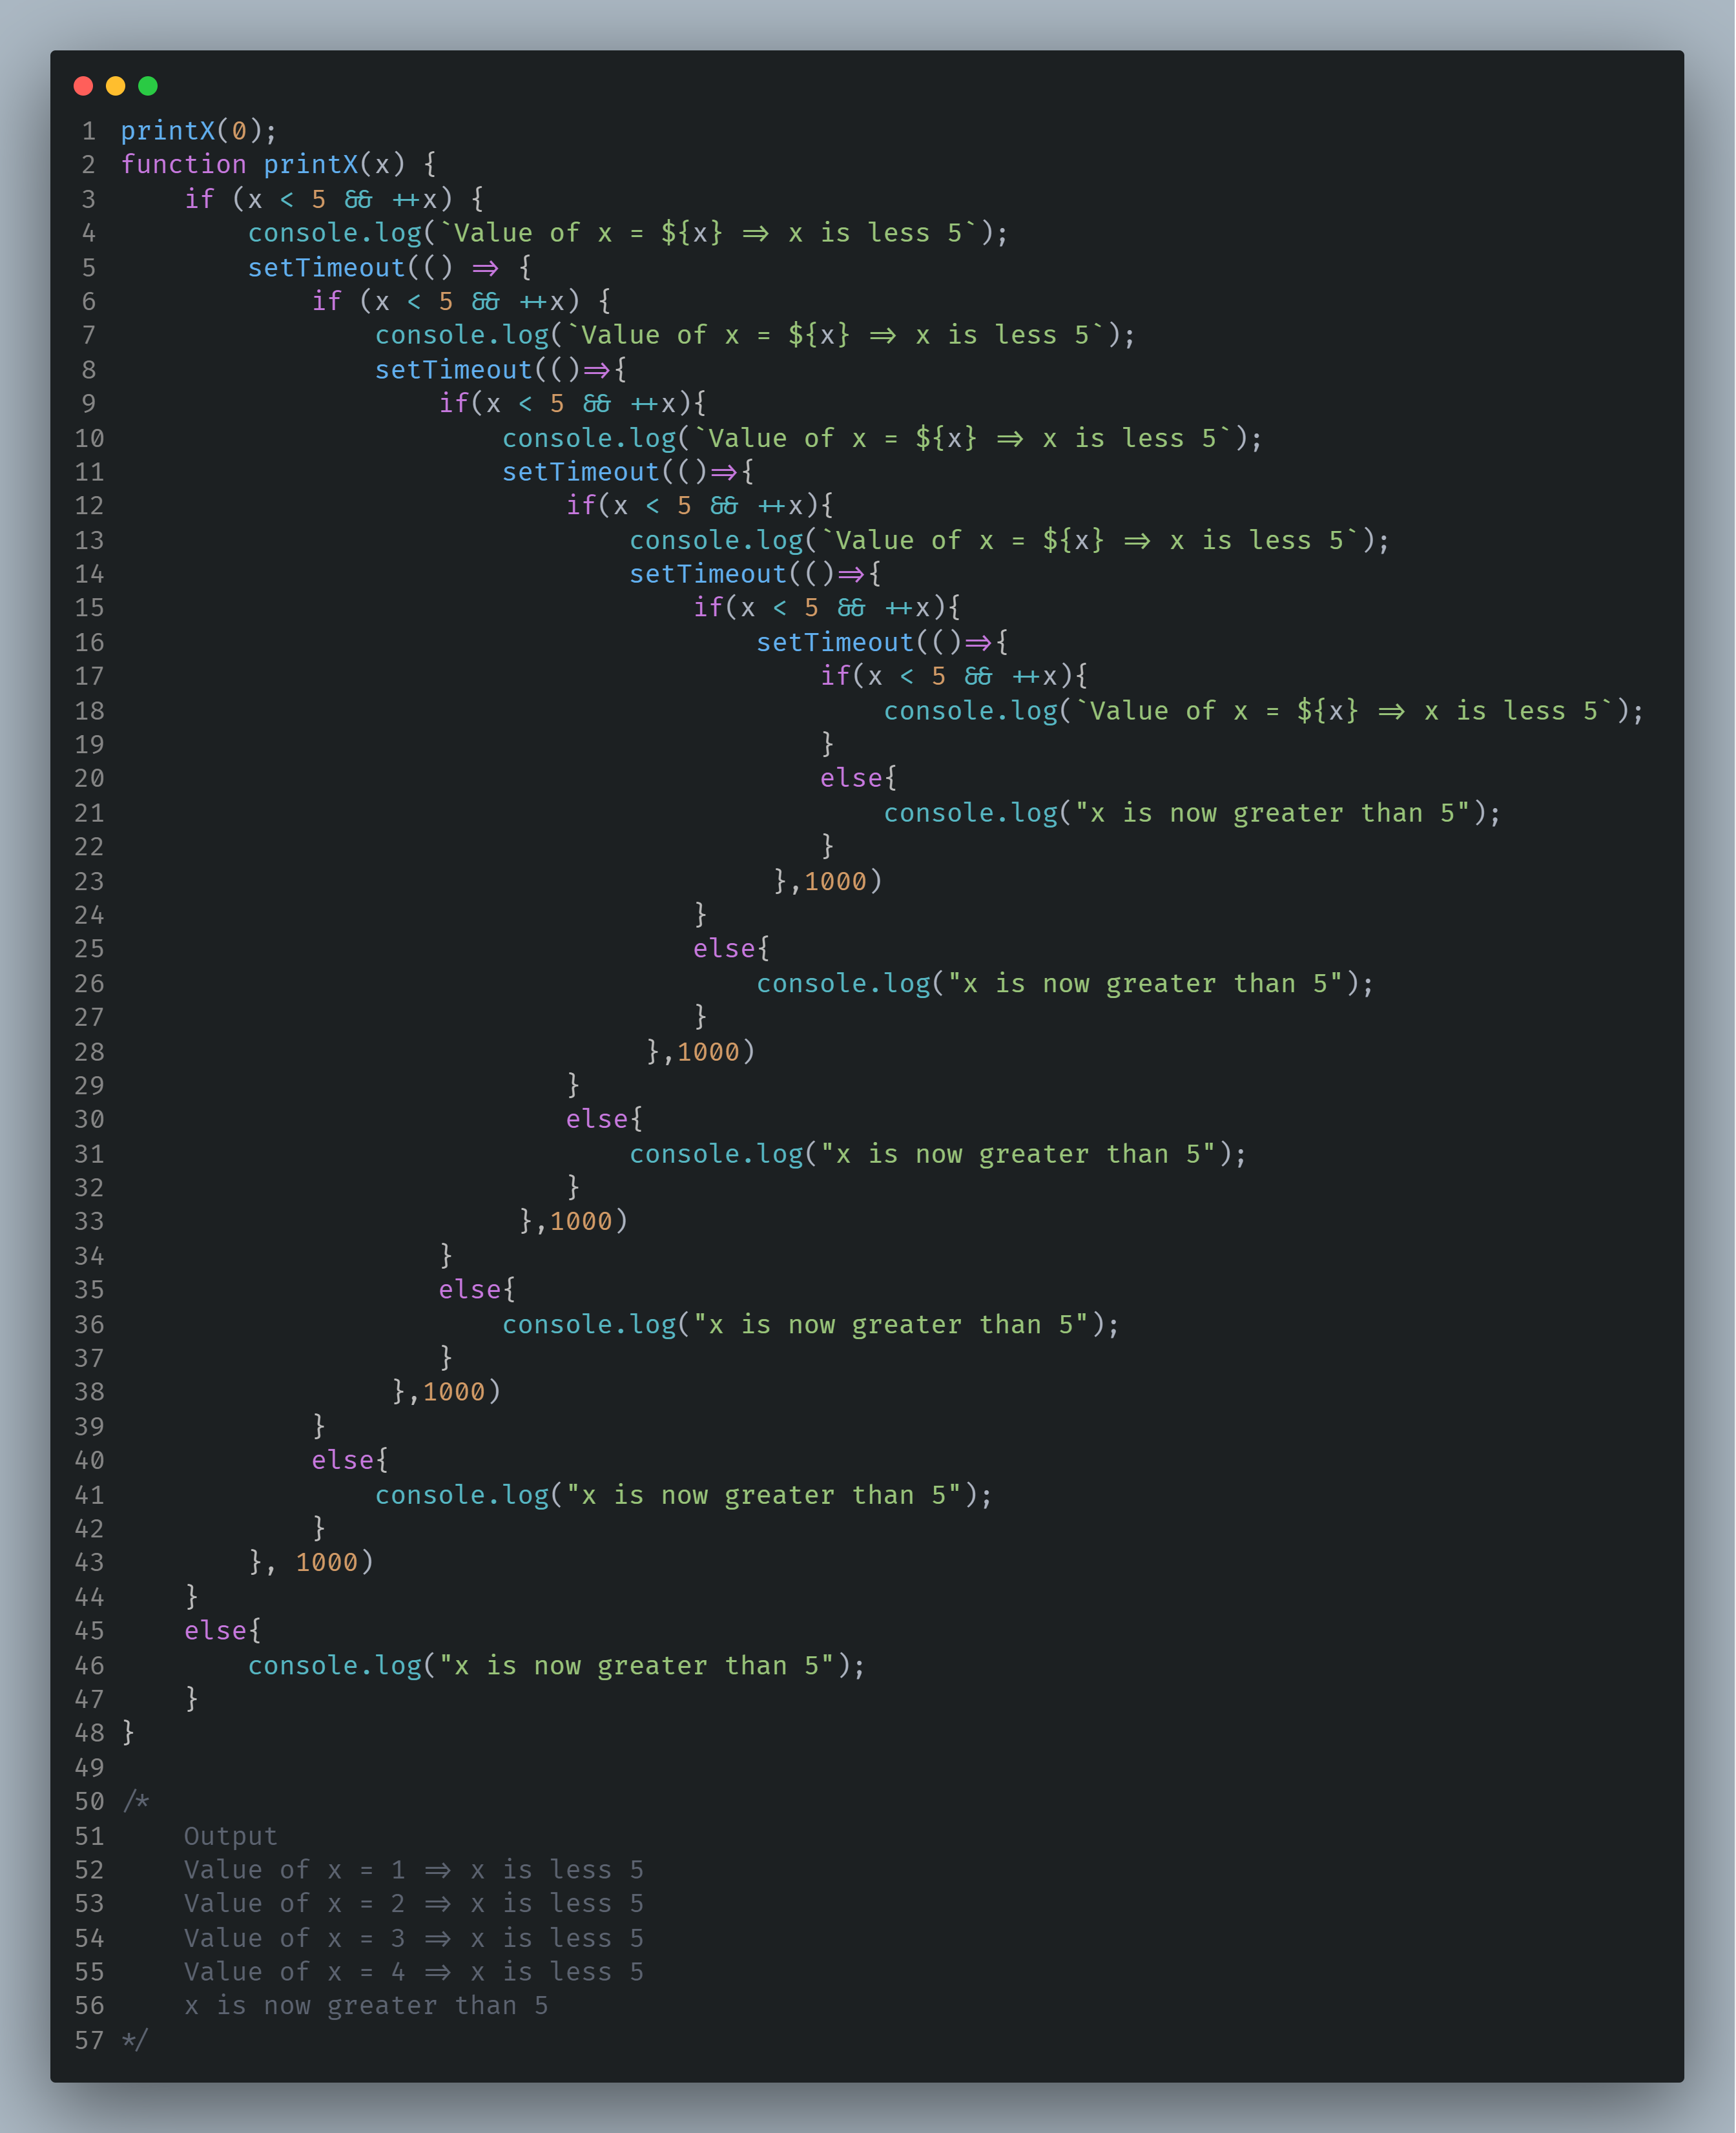 1 printX(0);
2 function printX(x) {
3     if (x < 5 && ++x) {
4         console.log(`Value of x = ${x} => x is less 5`);
5         setTimeout(() => {
6             if (x < 5 && ++x) {
7                 console.log(`Value of x = ${x} => x is less 5`);
8                 setTimeout(()=>{
9                     if(x < 5 && ++x){
10                         console.log(`Value of x = ${x} => x is less 5`);
11                         setTimeout(()=>{
12                             if(x < 5 && ++x){
13                                 console.log(`Value of x = ${x} => x is less 5`);
14                                 setTimeout(()=>{
15                                     if(x < 5 && ++x){
16                                         setTimeout(()=>{
17                                             if(x < 5 && ++x){
18                                                 console.log(`Value of x = ${x} => x is less 5`);
19                                             }
20                                             else{
21                                                 console.log("x is now greater than 5");
22                                             }
23                                          },1000)
24                                     }
25                                     else{
26                                         console.log("x is now greater than 5");
27                                     }
28                                  },1000)
29                             }
30                             else{
31                                 console.log("x is now greater than 5");
32                             }
33                          },1000)
34                     }
35                     else{
36                         console.log("x is now greater than 5");
37                     }
38                  },1000)
39             }
40             else{
41                 console.log("x is now greater than 5");
42             }
43         }, 1000)
44     }
45     else{
46         console.log("x is now greater than 5");
47     }
48 }
49
50 /*
51     Output
52     Value of x = 1 => x is less 5
53     Value of x = 2 => x is less 5
54     Value of x = 3 => x is less 5
55     Value of x = 4 => x is less 5
56     x is now greater than 5
57 */